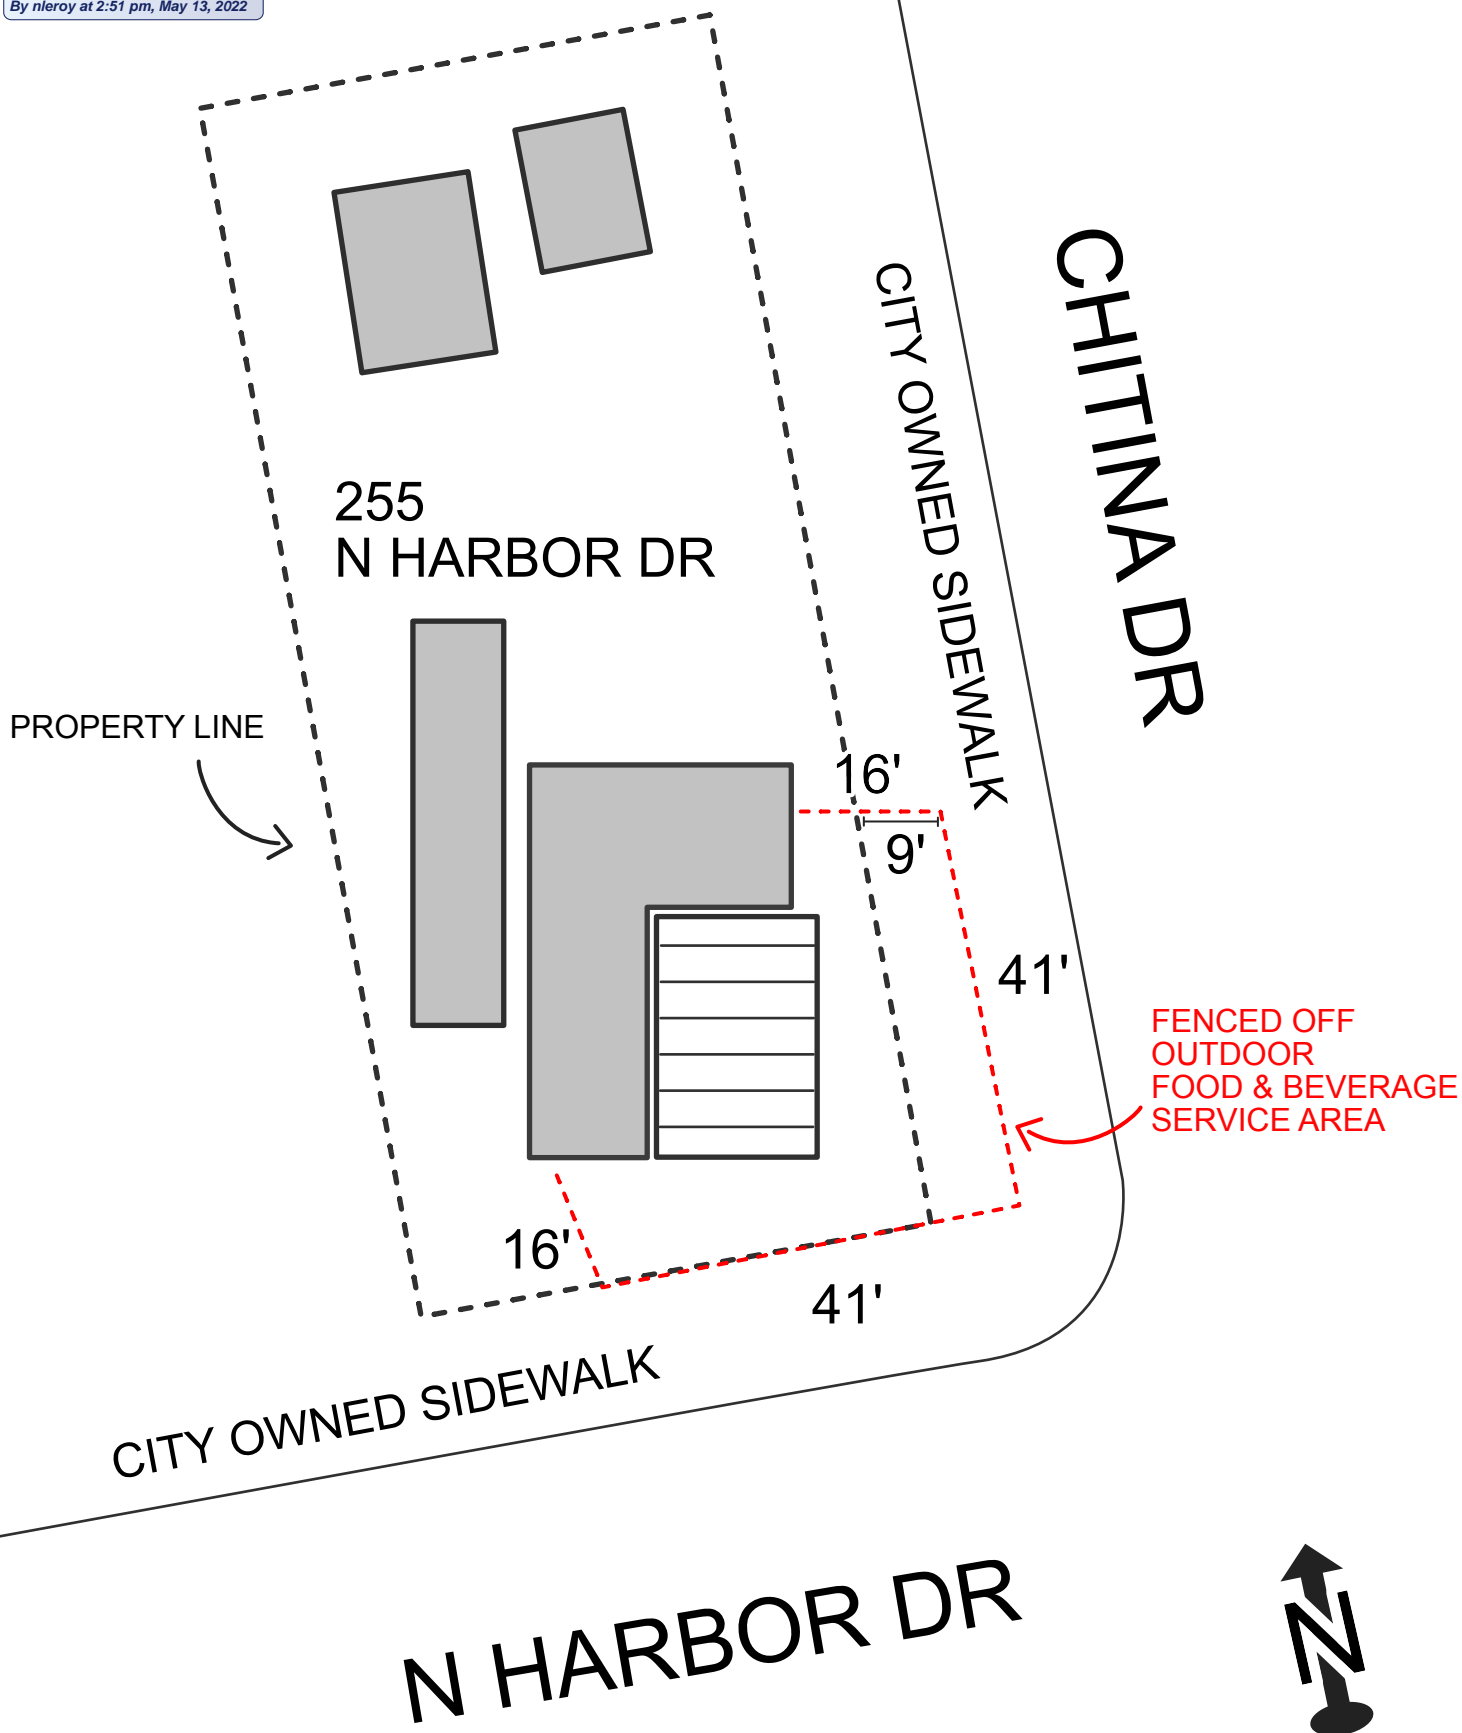 By nleroy at 2:51 pm, May 13, 2022
CHITINA DR
CITY OWNED SIDEWALK
255
N HARBOR DR
PROPERTY LINE
16'
9'
41'
FENCED OFF
OUTDOOR
FOOD & BEVERAGE
SERVICE AREA
16'
41'
CITY OWNED SIDEWALK
N HARBOR DR
N